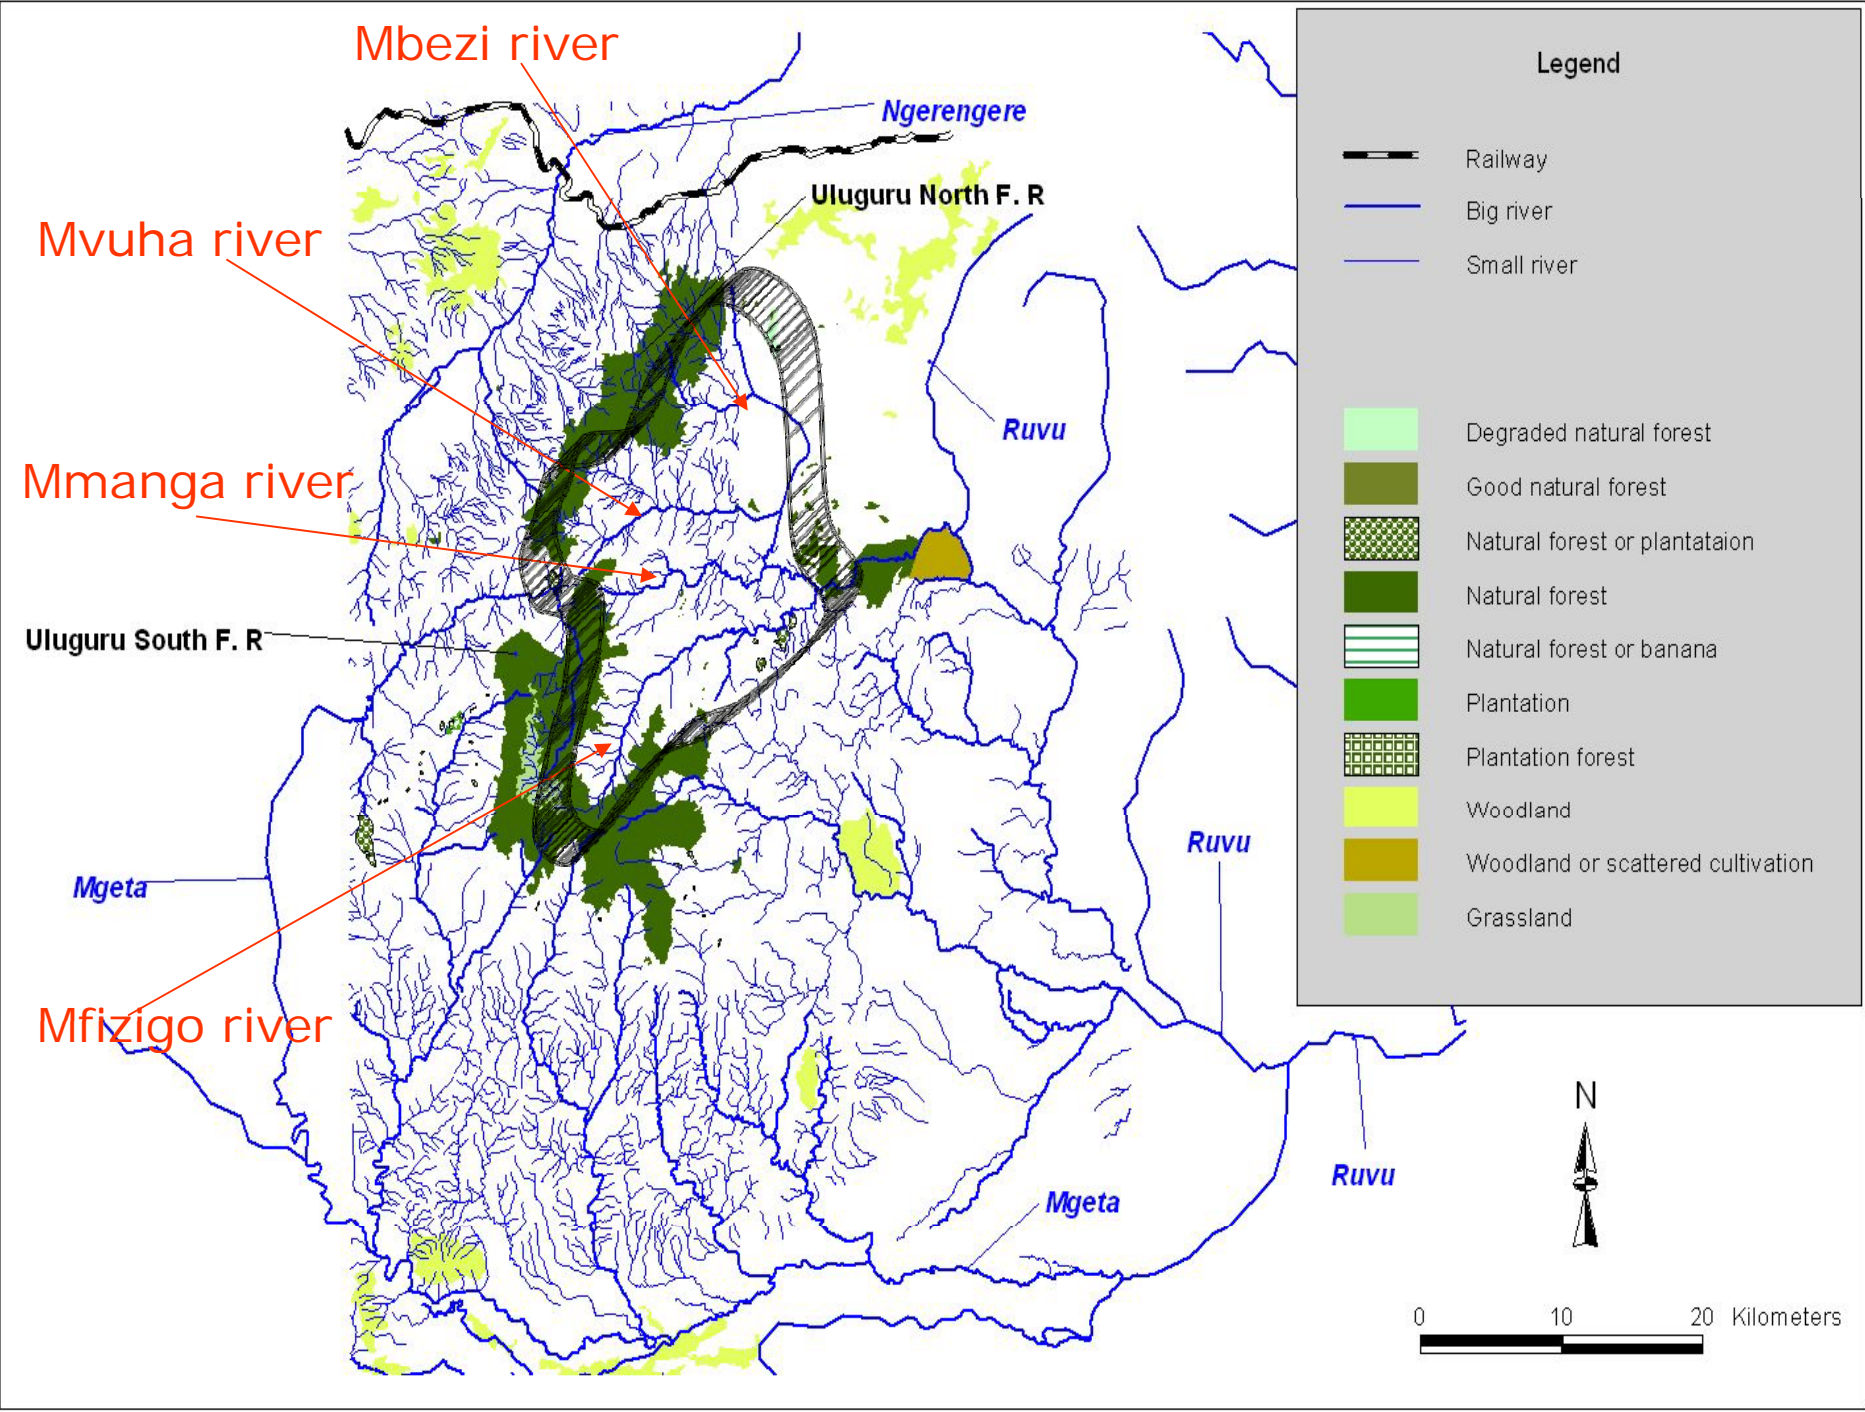 Mbezi river
Ngerengere
Uluguru North F. R
Mvuha river
Ruvu
Mmanga river
Uluguru South F. R
Ruvu
Mgeta
Mfizigo river
Ruvu
Mgeta
Legend
Railway
Big river
Small river
Degraded natural forest
Good natural forest
Natural forest or plantataion
Natural forest
Natural forest or banana
Plantation
Plantation forest
Woodland
Woodland or scattered cultivation
Grassland
N
0 10 20 Kilometers